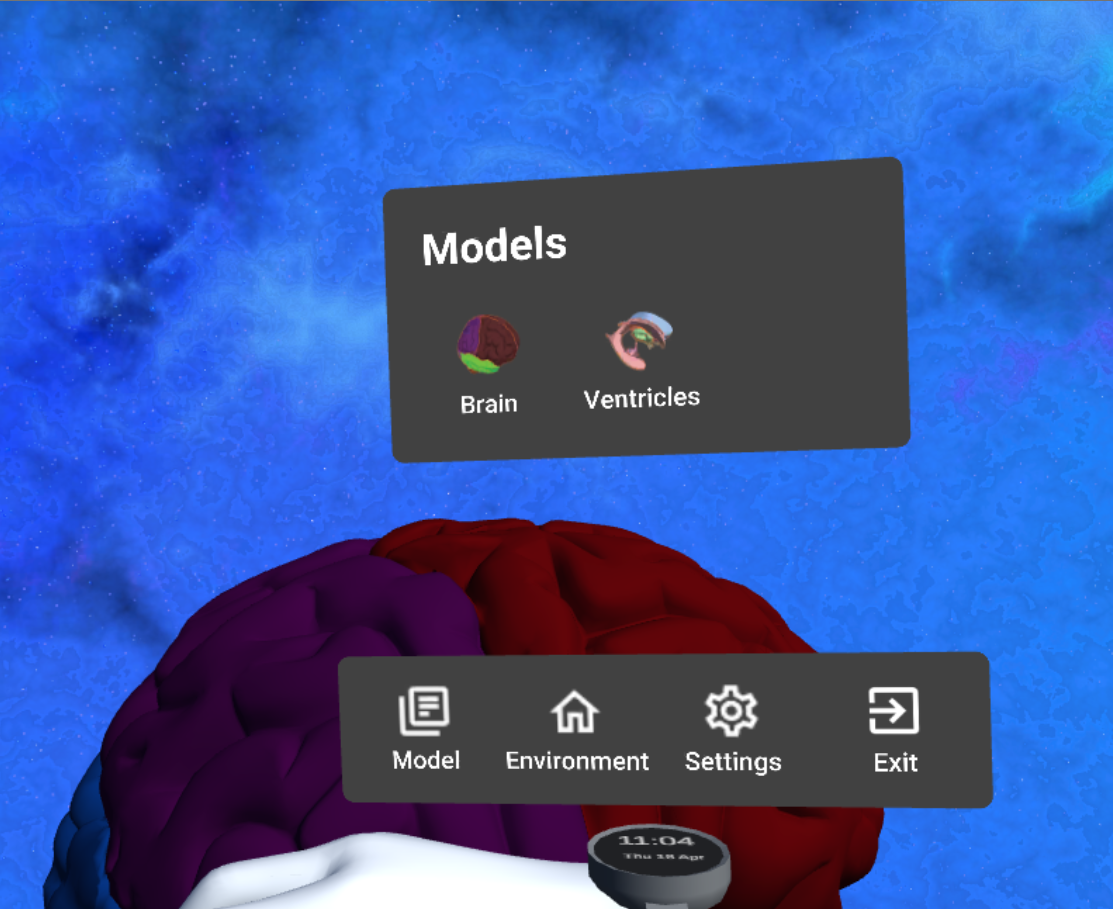 Models
Brain
Ventricles
Model
Environment
Settings
Exit
11:04
Thu 18 Apr